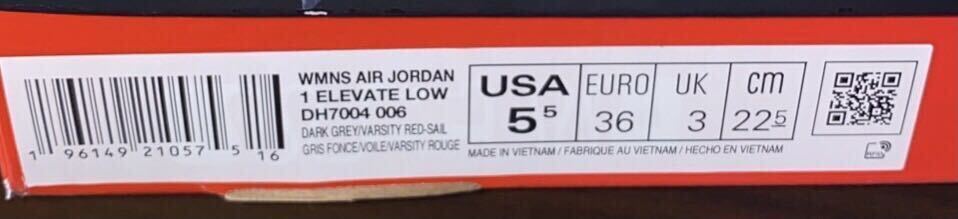 WMNS AIR JORDAN
1 ELEVATE LOW
DH7004 006
DARK GREY/VARSITY RED-SAIL
GRIS FONCE/VOILE/VARSITY ROUGE
1 96149 21057 5 16
USA EURO UK cm
5⁵ 36 3 22⁵
MADE IN VIETNAM / FABRIQUE AU VIETNAM / HECHO EN VIETNAM